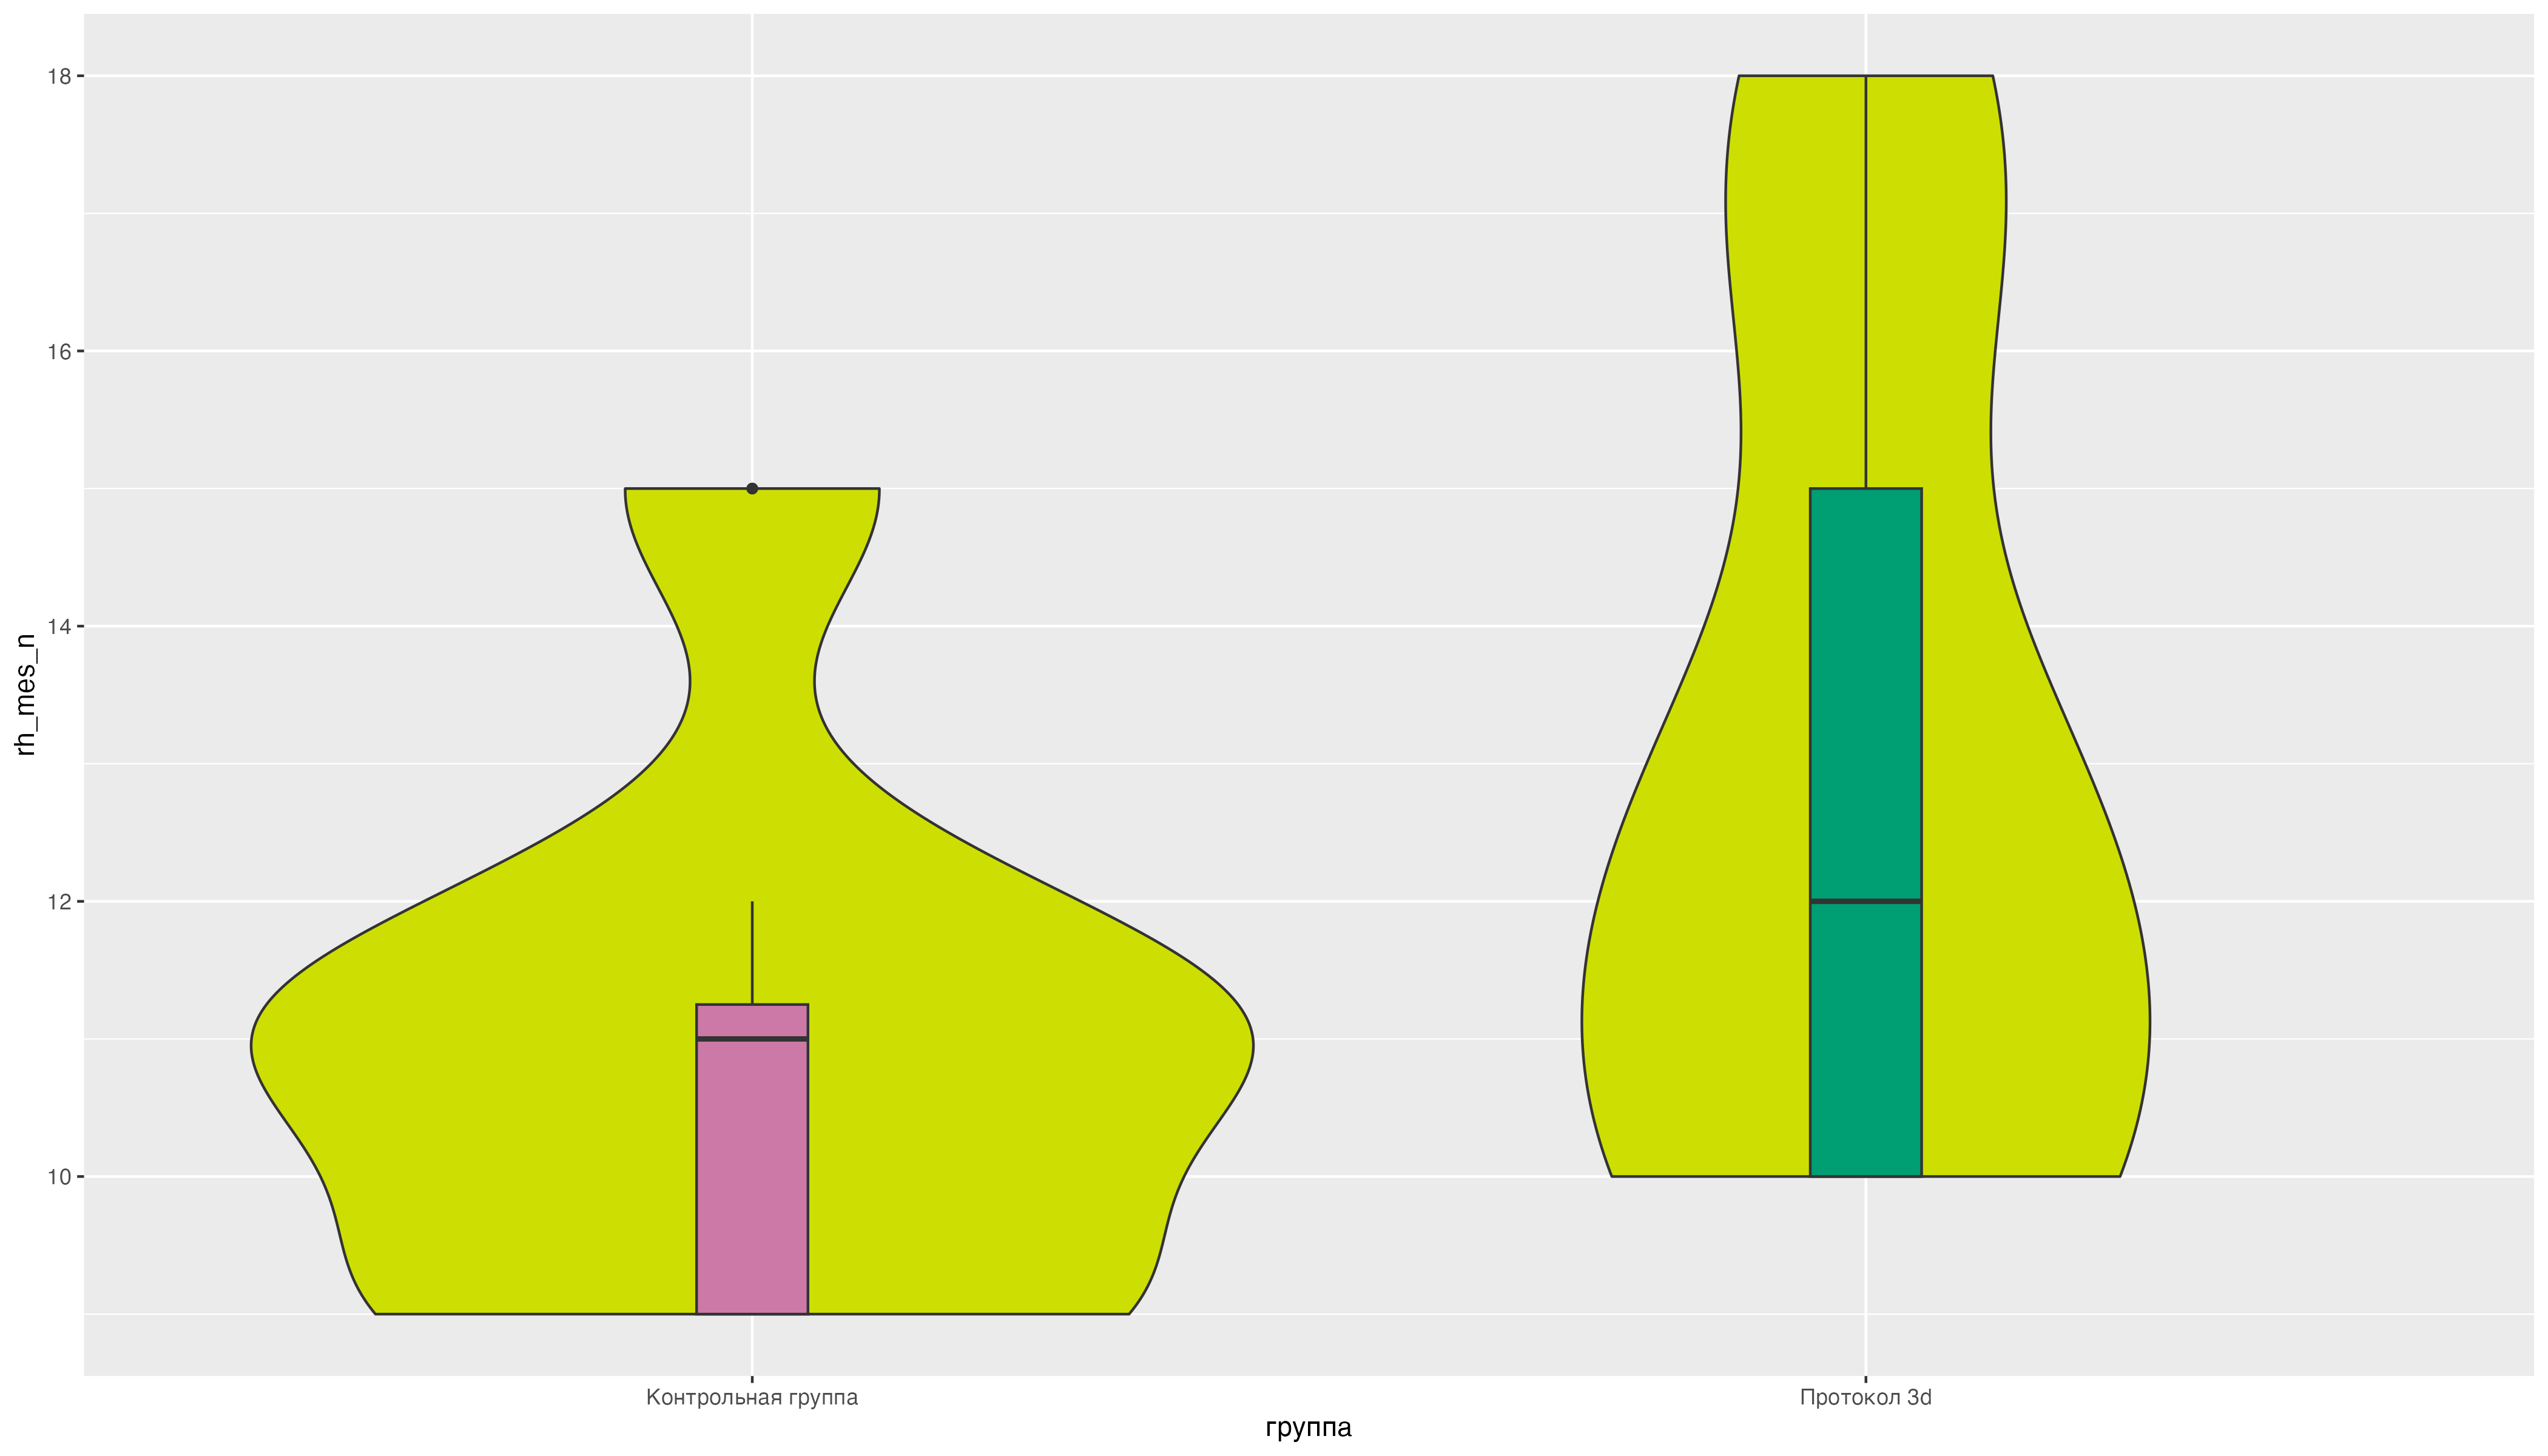 18
16
14
12
10
rh_mes_n
Контрольная группа
Протокол 3d
группа